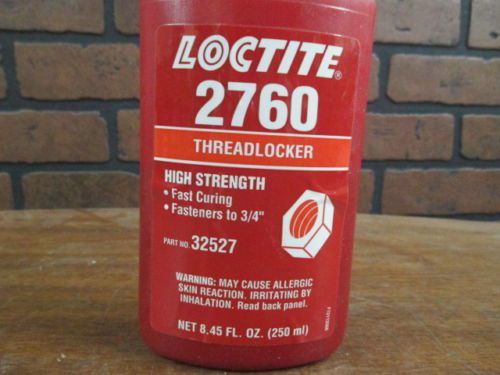 LOCTITE®
2760
THREADLOCKER
HIGH STRENGTH
• Fast Curing
• Fasteners to 3/4"
PART NO. 32527
WARNING: MAY CAUSE ALLERGIC
SKIN REACTION. IRRITATING BY
INHALATION. Read back panel.
NET 8.45 FL. OZ. (250 ml)